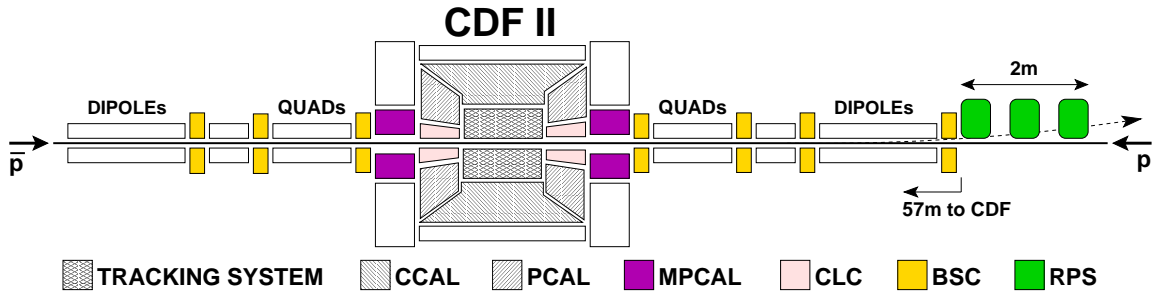 CDF II
2m
DIPOLEs QUADs QUADs DIPOLEs
p̅ p
57m to CDF
TRACKING SYSTEM CCAL PCAL MPCAL CLC BSC RPS